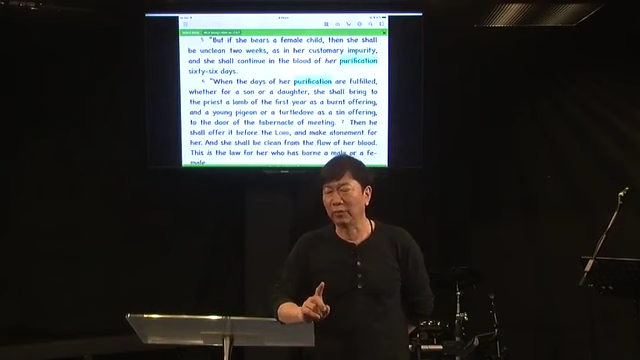 5 "But if she bears a female child, then she shall
be unclean two weeks, as in her customary impurity,
and she shall continue in the blood of her purification
sixty-six days.
6 "When the days of her purification are fulfilled,
whether for a son or a daughter, she shall bring to
the priest a lamb of the first year as a burnt offering,
and a young pigeon or a turtledove as a sin offering,
to the door of the tabernacle of meeting. 7 Then he
shall offer it before the LORD, and make atonement for
her. And she shall be clean from the flow of her blood.
This is the law for her who has borne a male or a fe-
male.